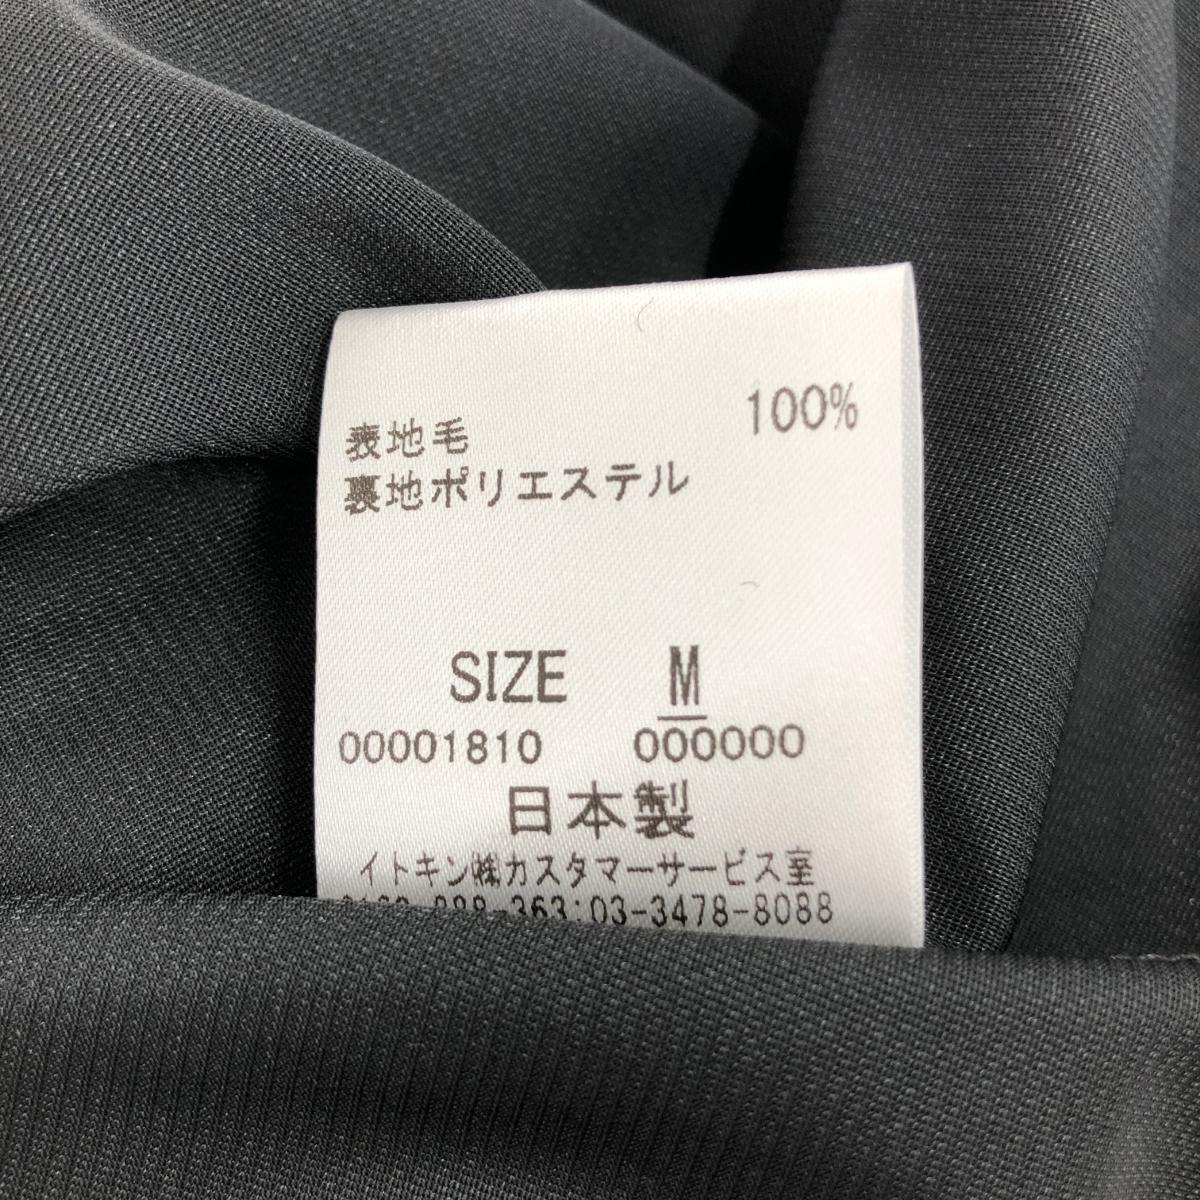 表地毛 100%
裏地ポリエステル
SIZE M
00001810 000000
日本製
イトキン㈱カスタマーサービス室
363:03-3478-8088